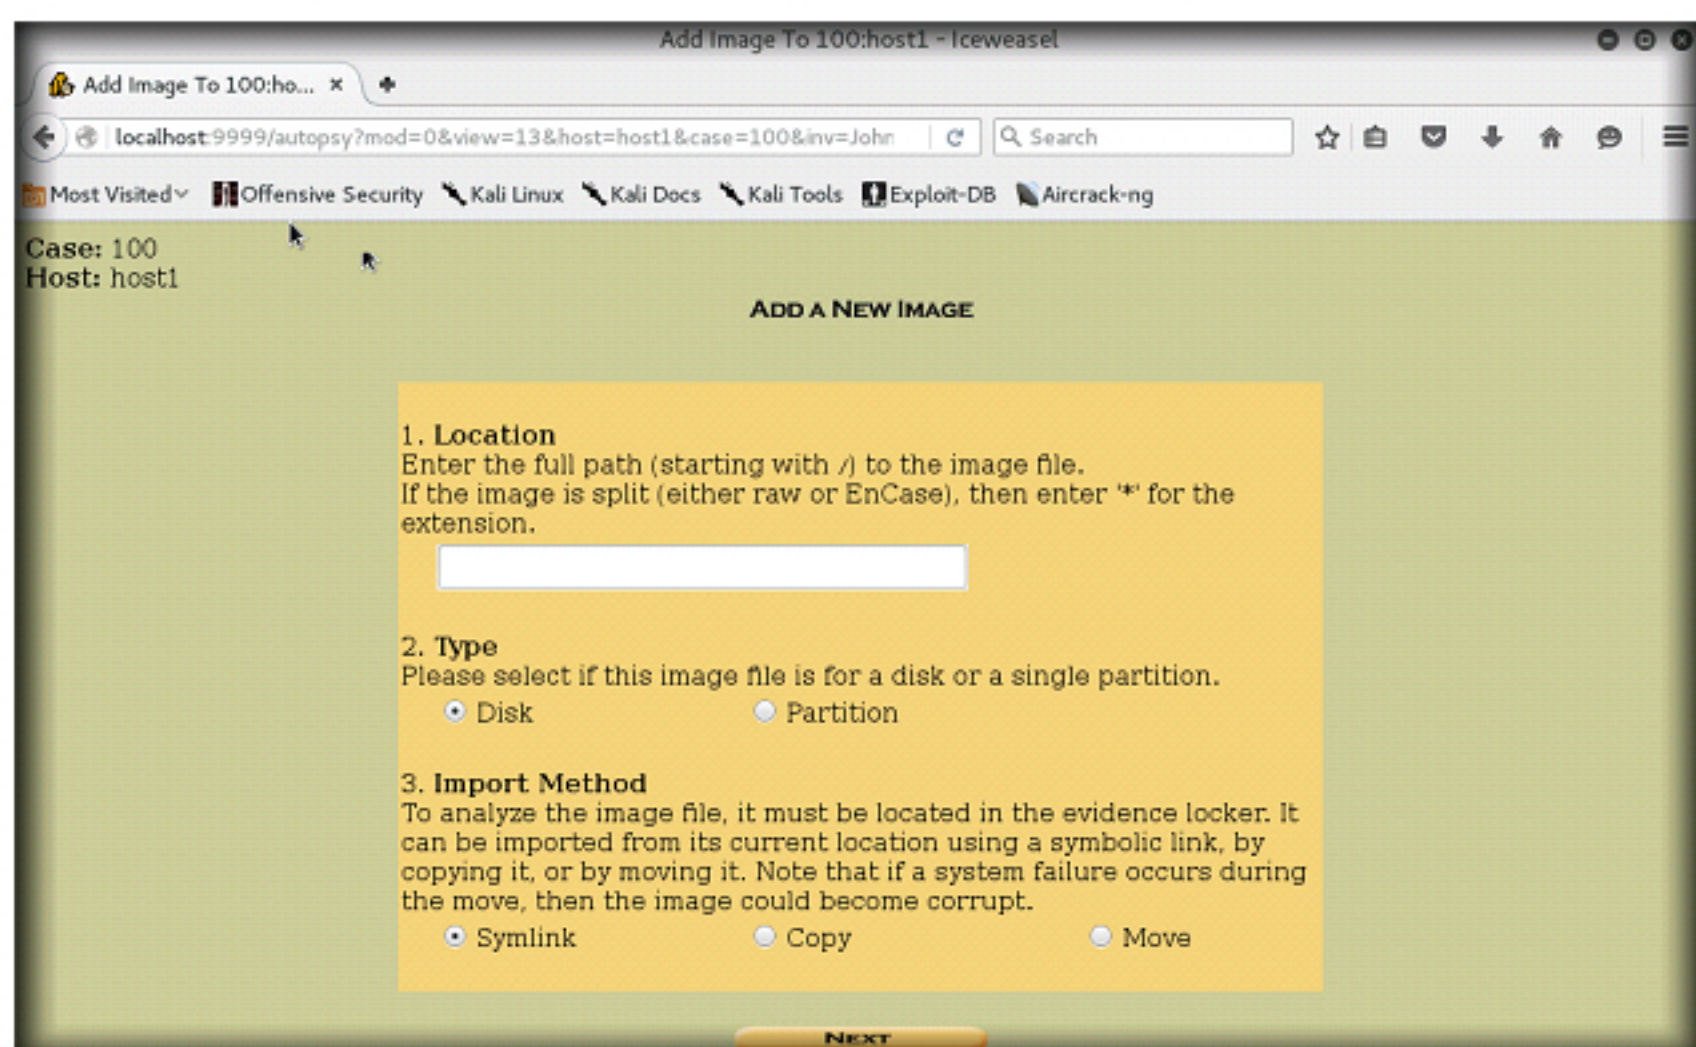 Add Image To 100:host1 - Iceweasel
Add Image To 100:ho...
localhost:9999/autopsy?mod=0&view=13&host=host1&case=100&inv=John
Search
Most Visited Offensive Security Kali Linux Kali Docs Kali Tools Exploit-DB Aircrack-ng
Case: 100
Host: host1
ADD A NEW IMAGE
1. Location
Enter the full path (starting with /) to the image file.
If the image is split (either raw or EnCase), then enter '*' for the
extension.
2. Type
Please select if this image file is for a disk or a single partition.
Disk Partition
3. Import Method
To analyze the image file, it must be located in the evidence locker. It
can be imported from its current location using a symbolic link, by
copying it, or by moving it. Note that if a system failure occurs during
the move, then the image could become corrupt.
Symlink Copy Move
NEXT